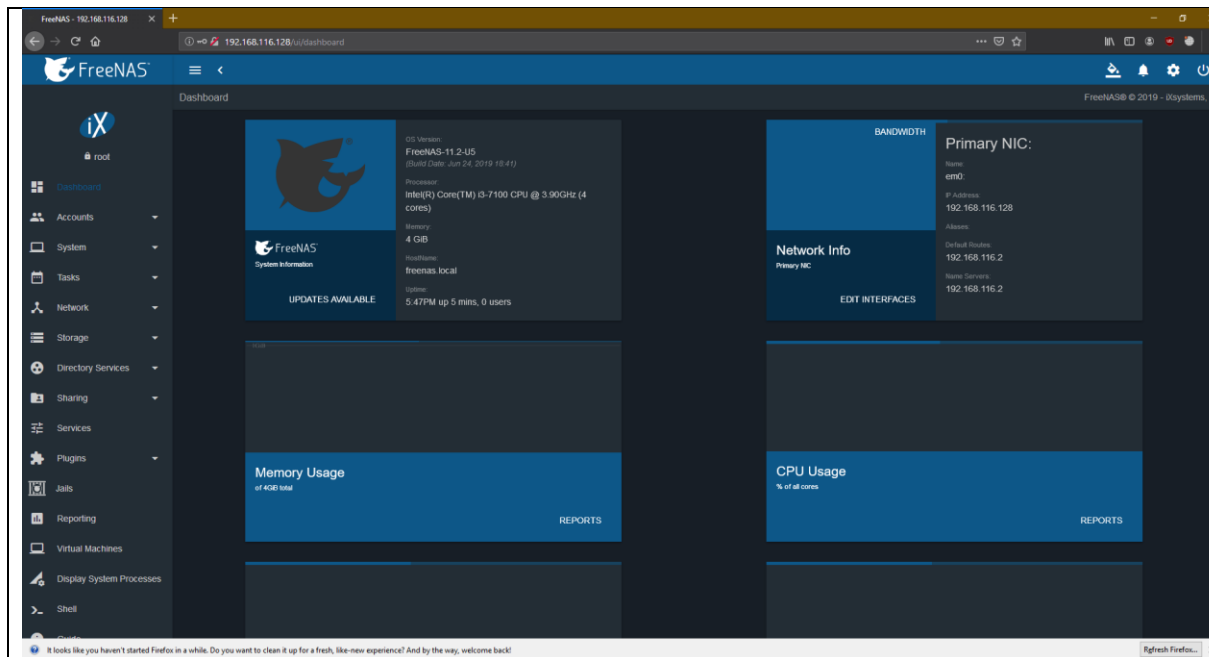 FreeNAS - 192.168.116.128
192.168.116.128/ui/dashboard
FreeNAS
Dashboard
FreeNAS® © 2019 - iXsystems,
iX
root
Dashboard
Accounts
System
Tasks
Network
Storage
Directory Services
Sharing
Services
Plugins
Jails
Reporting
Virtual Machines
Display System Processes
Shell
Guide
FreeNAS
System Information
UPDATES AVAILABLE
OS Version:
FreeNAS-11.2-U5
(Build Date: Jun 24, 2019 18:41)
Processor:
Intel(R) Core(TM) i3-7100 CPU @ 3.90GHz (4
cores)
Memory:
4 GiB
HostName:
freenas.local
Uptime:
5:47PM up 5 mins, 0 users
BANDWIDTH
Network Info
Primary NIC
EDIT INTERFACES
Primary NIC:
Name:
em0:
IP Address:
192.168.116.128
Aliases:
Default Routes:
192.168.116.2
Name Servers:
192.168.116.2
Memory Usage
of 4GiB total
REPORTS
CPU Usage
% of all cores
REPORTS
It looks like you haven't started Firefox in a while. Do you want to clean it up for a fresh, like-new experience? And by the way, welcome back!
Refresh Firefox...